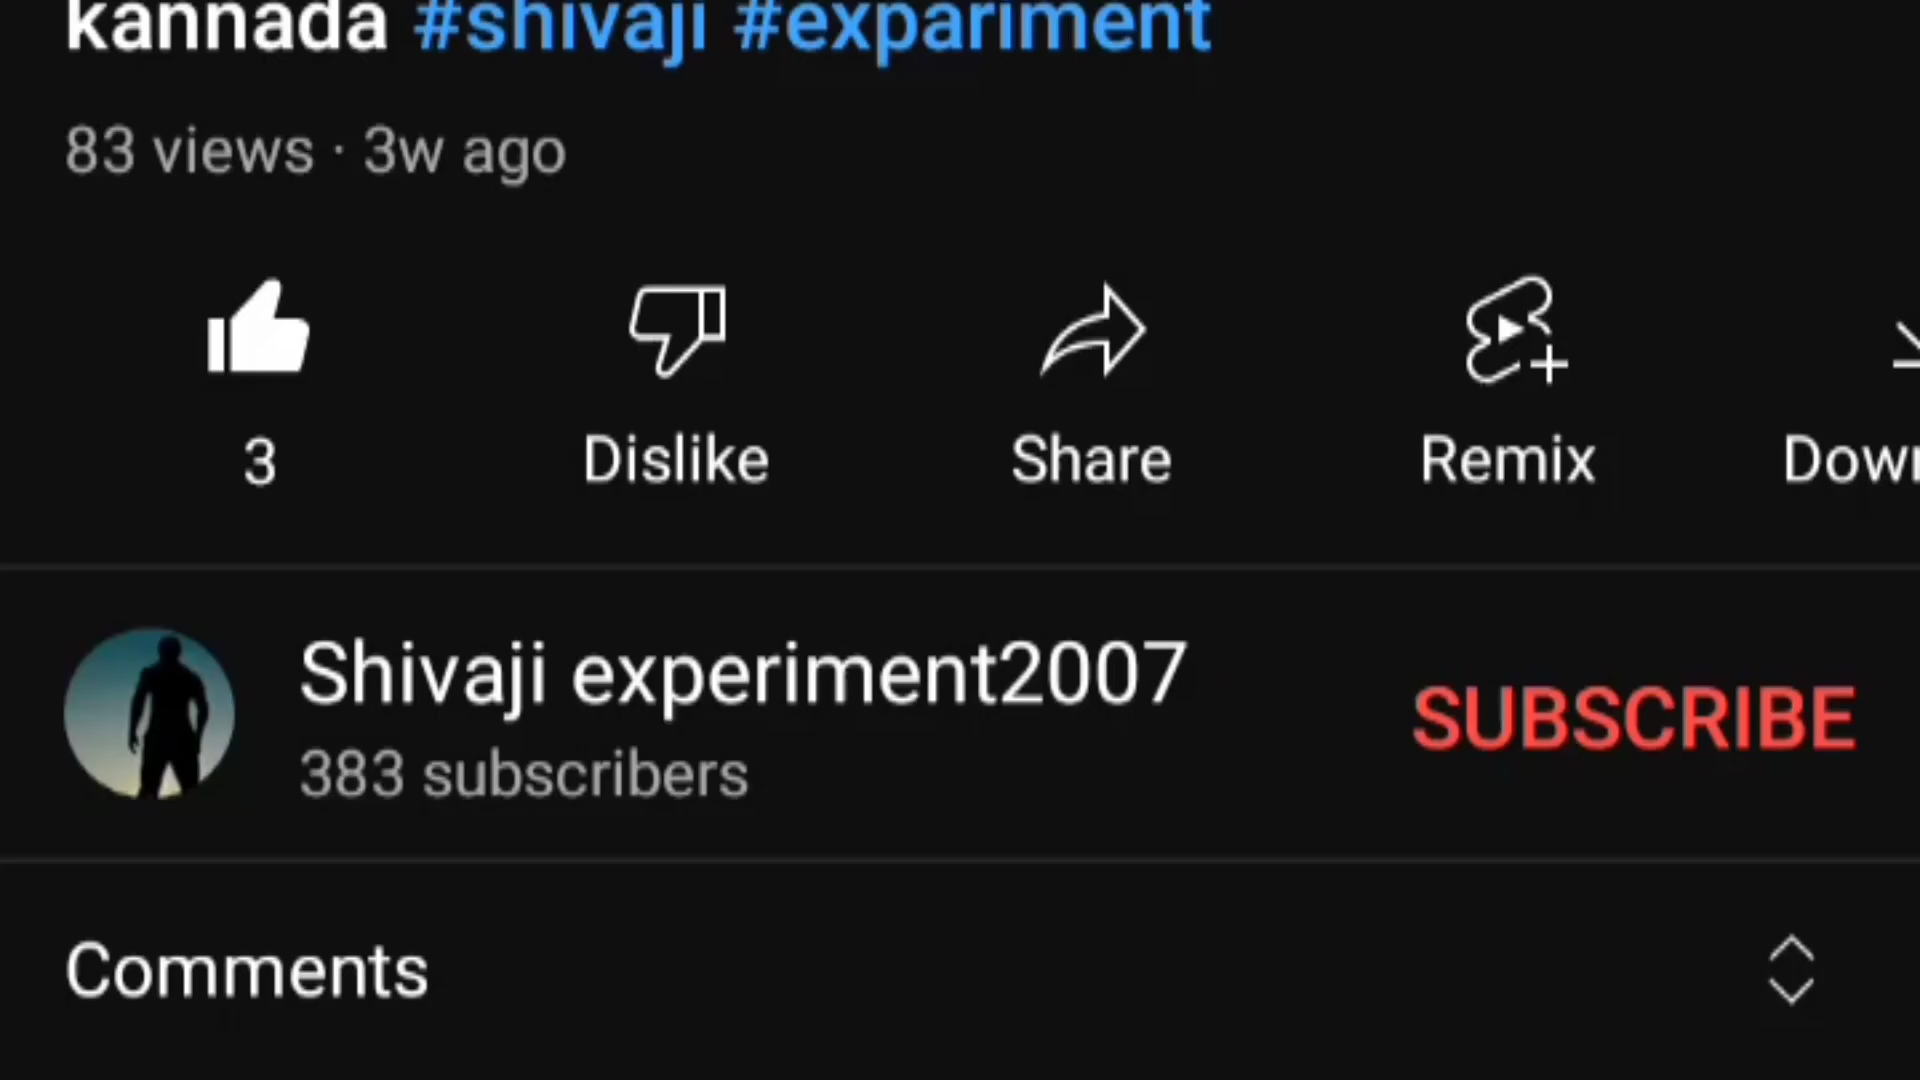 kannada #shivaji #expariment
83 views · 3w ago
3 Dislike Share Remix
Shivaji experiment2007
SUBSCRIBE
383 subscribers
Comments